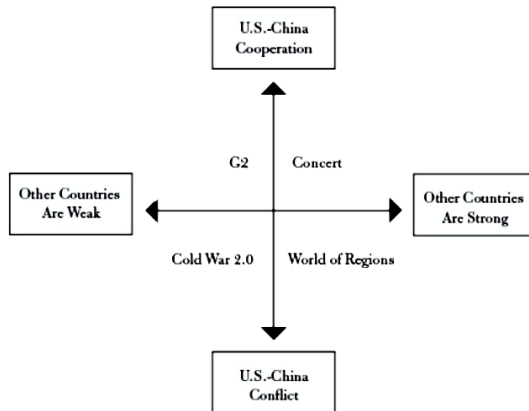 U.S.-China
Cooperation
G2
Concert
Other Countries
Are Weak
Other Countries
Are Strong
Cold War 2.0
World of Regions
U.S.-China
Conflict